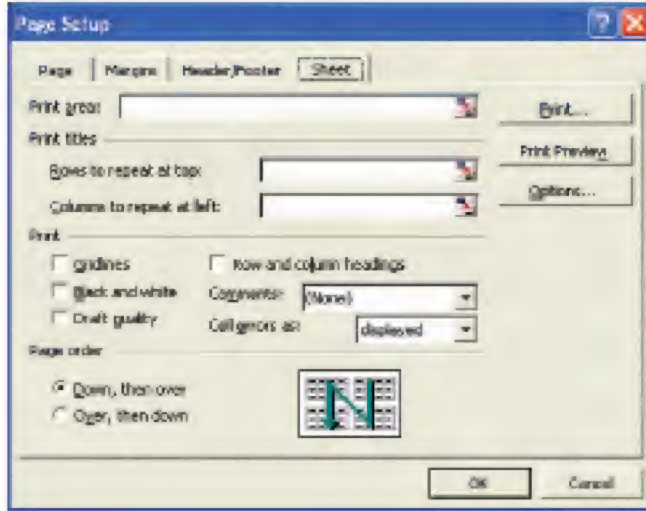 Page Setup
Page Margins Header/Footer Sheet
Print area: Print...
Print titles Print Preview
Rows to repeat at top: Options...
Columns to repeat at left:
Print
Gridlines Row and column headings
Black and white Comments: (None)
Draft quality Cell errors as: displayed
Page order
Down, then over
Over, then down
OK Cancel